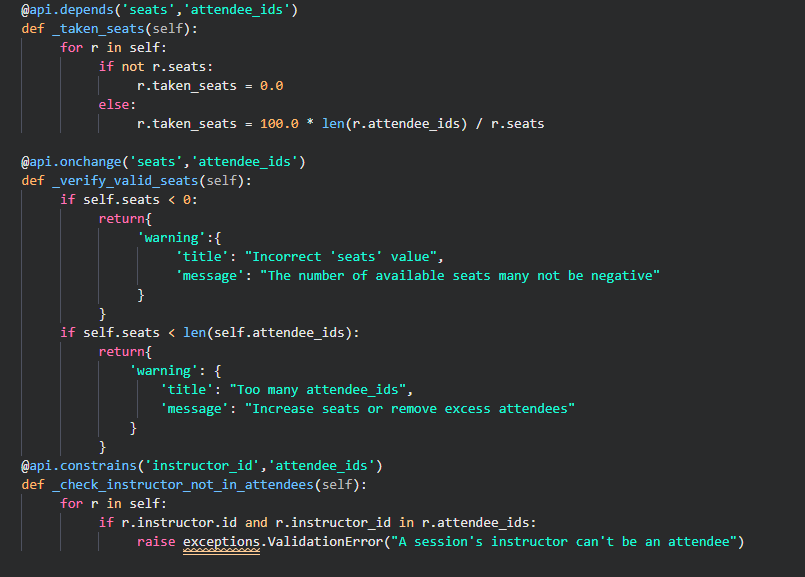 @api.depends('seats','attendee_ids')
def _taken_seats(self):
for r in self:
if not r.seats:
r.taken_seats = 0.0
else:
r.taken_seats = 100.0 * len(r.attendee_ids) / r.seats
@api.onchange('seats','attendee_ids')
def _verify_valid_seats(self):
if self.seats < 0:
return{
'warning':{
'title': "Incorrect 'seats' value",
'message': "The number of available seats many not be negative"
}
}
if self.seats < len(self.attendee_ids):
return{
'warning': {
'title': "Too many attendee_ids",
'message': "Increase seats or remove excess attendees"
}
}
@api.constrains('instructor_id','attendee_ids')
def _check_instructor_not_in_attendees(self):
for r in self:
if r.instructor.id and r.instructor_id in r.attendee_ids:
raise exceptions.ValidationError("A session's instructor can't be an attendee")